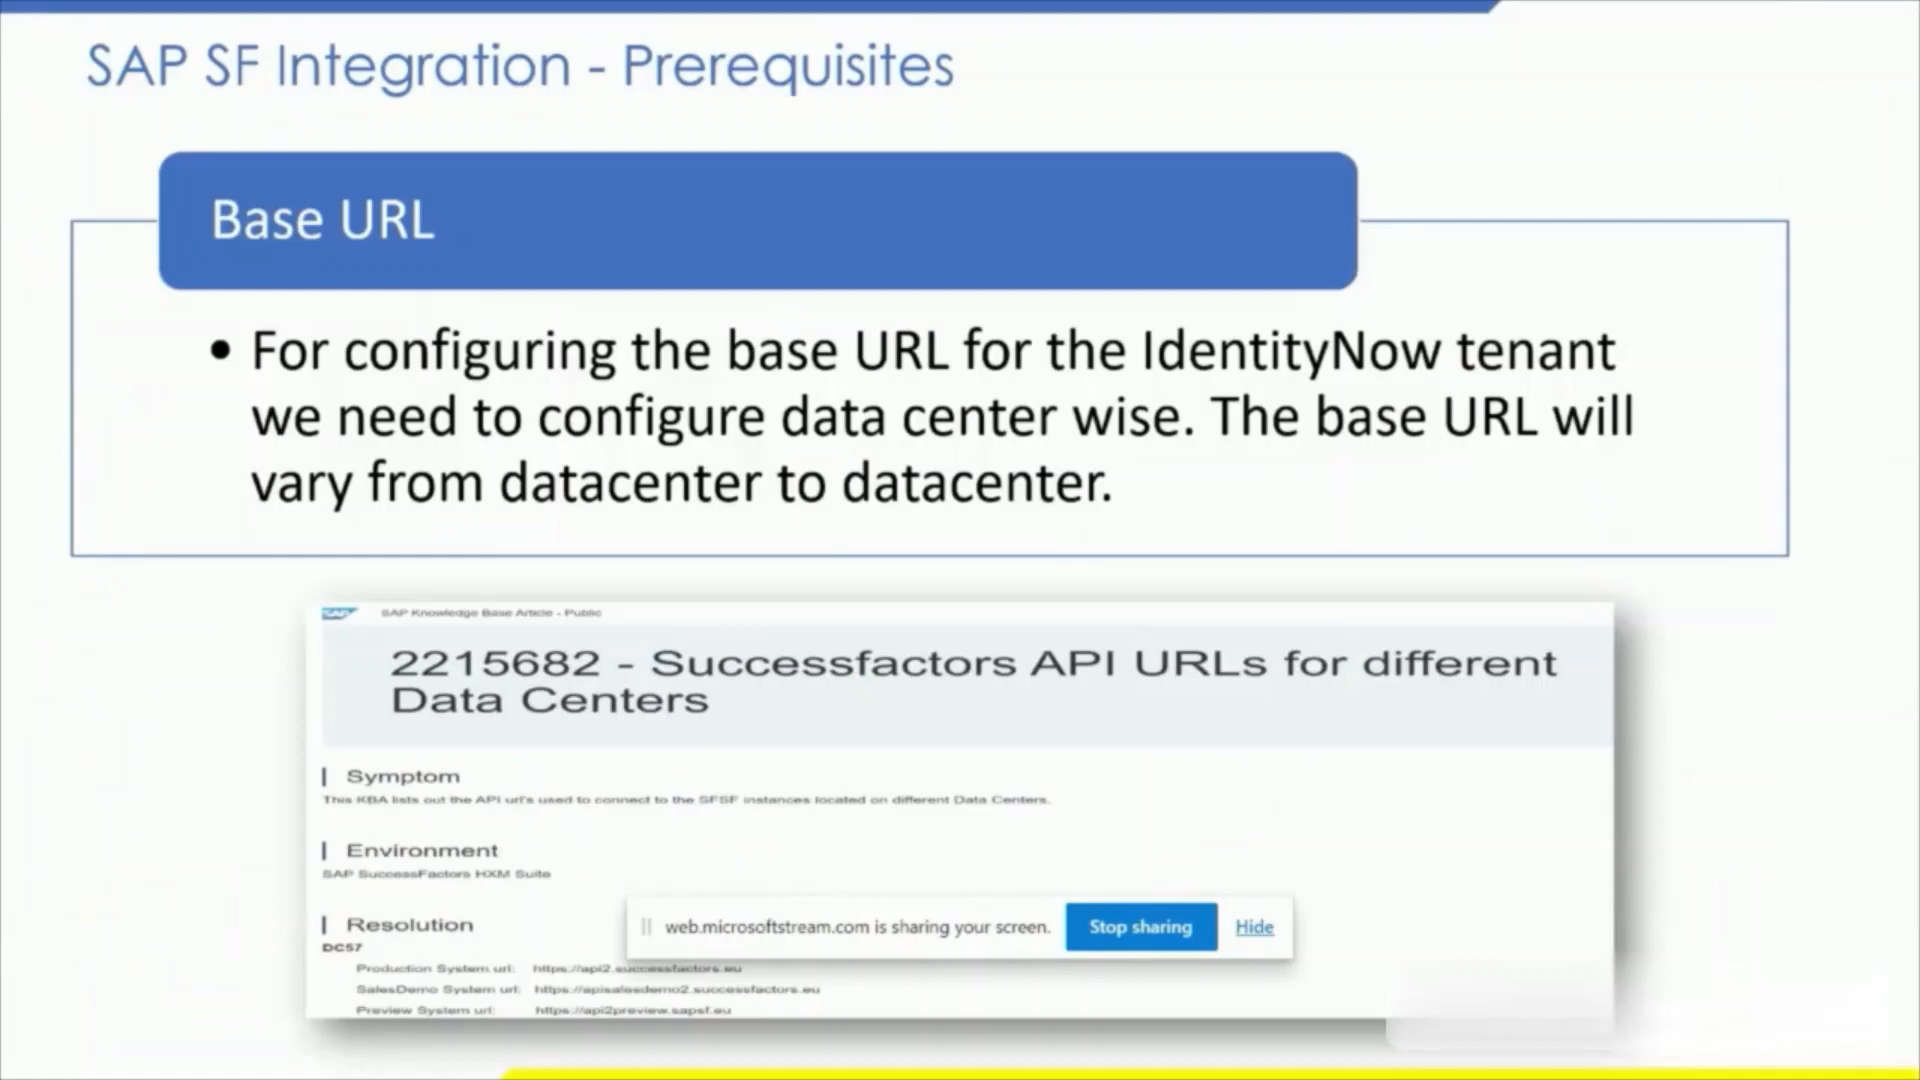 SAP SF Integration - Prerequisites
Base URL
• For configuring the base URL for the IdentityNow tenant
we need to configure data center wise. The base URL will
vary from datacenter to datacenter.
SAP SAP Knowledge Base Article - Public
2215682 - Successfactors API URLs for different
Data Centers
Symptom
This KBA lists out the API url's used to connect to the SFSF instances located on different Data Centers.
Environment
SAP SuccessFactors HXM Suite
Resolution
web.microsoftstream.com is sharing your screen. Stop sharing Hide
DC57
Production System url: https://api2.successfactors.eu
SalesDemo System url: https://apisalesdemo2.successfactors.eu
Preview System url: https://api2preview.sapsf.eu